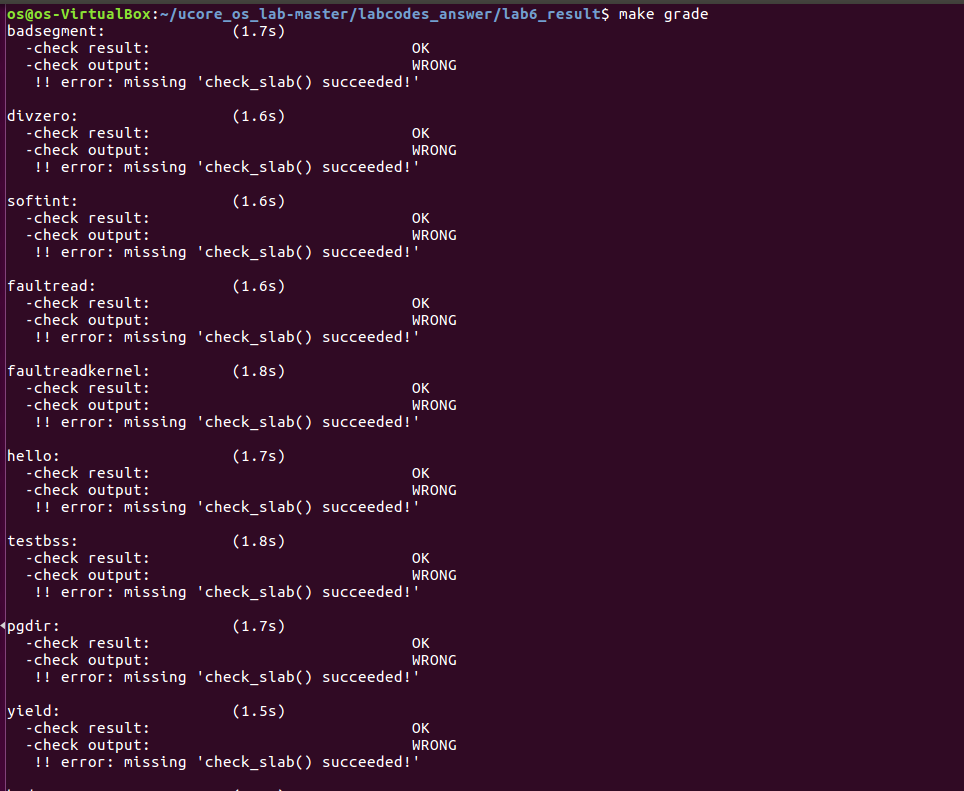 os@os-VirtualBox:~/ucore_os_lab-master/labcodes_answer/lab6_result$ make grade
badsegment: (1.7s)
-check result: OK
-check output: WRONG
!! error: missing 'check_slab() succeeded!'
divzero: (1.6s)
-check result: OK
-check output: WRONG
!! error: missing 'check_slab() succeeded!'
softint: (1.6s)
-check result: OK
-check output: WRONG
!! error: missing 'check_slab() succeeded!'
faultread: (1.6s)
-check result: OK
-check output: WRONG
!! error: missing 'check_slab() succeeded!'
faultreadkernel: (1.8s)
-check result: OK
-check output: WRONG
!! error: missing 'check_slab() succeeded!'
hello: (1.7s)
-check result: OK
-check output: WRONG
!! error: missing 'check_slab() succeeded!'
testbss: (1.8s)
-check result: OK
-check output: WRONG
!! error: missing 'check_slab() succeeded!'
pgdir: (1.7s)
-check result: OK
-check output: WRONG
!! error: missing 'check_slab() succeeded!'
yield: (1.5s)
-check result: OK
-check output: WRONG
!! error: missing 'check_slab() succeeded!'